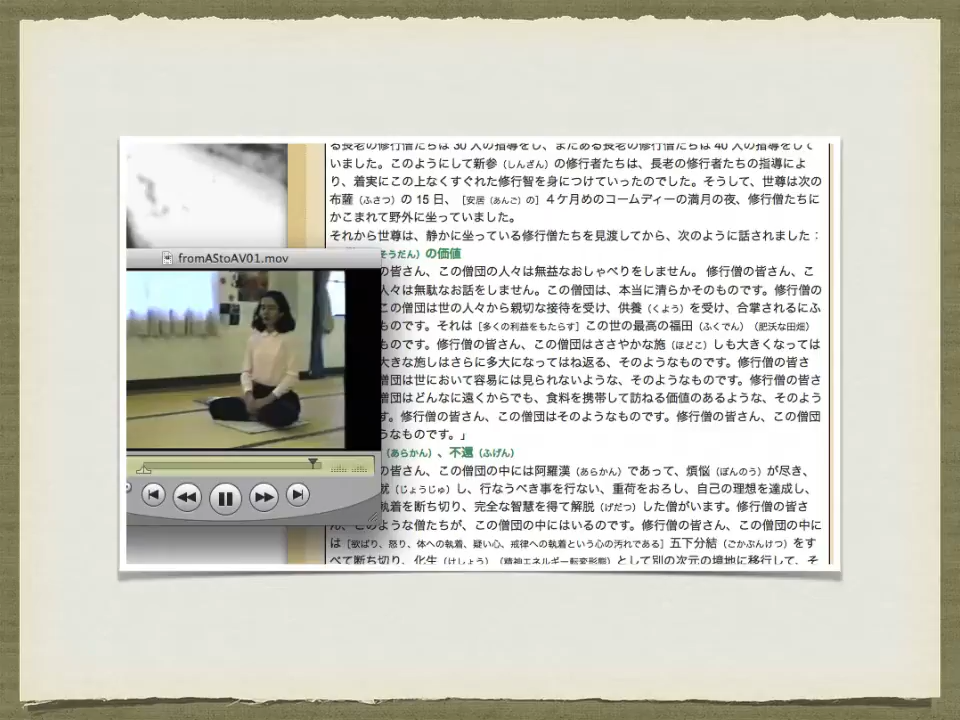 る長老の修行僧たちは 30 人の指導をし、またある長老の修行僧たちは 40 人の指導をして
いました。このようにして新参（しんざん）の修行者たちは、長老の修行者たちの指導によ
り、着実にこの上なくすぐれた修行智を身につけていったのでした。そうして、世尊は次の
布薩（ふさつ）の 15 日、［安居（あんご）の］４ケ月めのコームディーの満月の夜、修行僧たちに
かこまれて野外に坐っていました。
それから世尊は、静かに坐っている修行僧たちを見渡してから、次のように話されました：
そうだん）の価値
fromAStoAV01.mov
の皆さん、この僧団の人々は無益なおしゃべりをしません。 修行僧の皆さん、こ
人々は無駄なお話をしません。この僧団は、本当に清らかそのものです。修行僧の
この僧団は世の人々から親切な接待を受け、供養（くよう）を受け、合掌されるにふ
ものです。それは［多くの利益をもたらす］この世の最高の福田（ふくでん）（肥沃な田畑）
ものです。修行僧の皆さん、この僧団はささやかな施（ほどこ）しも大きくなっては
大きな施しはさらに多大になってはね返る、そのようなものです。修行僧の皆さ
僧団は世において容易には見られないような、そのようなものです。修行僧の皆さ
僧団はどんなに遠くからでも、食料を携帯して訪ねる価値のあるような、そのよう
す。修行僧の皆さん、この僧団はそのようなものです。修行僧の皆さん、この僧団
うなものです。」
（あらかん）、不還（ふげん）
の皆さん、この僧団の中には阿羅漢（あらかん）であって、煩悩（ぼんのう）が尽き、
就（じょうじゅ）し、行なうべき事を行ない、重荷をおろし、自己の理想を達成し、
執着を断ち切り、完全な智慧を得て解脱（げだつ）した僧がいます。修行僧の皆さ
ん、このような僧たちが、この僧団の中にはいるのです。修行僧の皆さん、この僧団の中に
は［欲ばり、怒り、体への執着、疑い心、戒律への執着という心の汚れである］五下分結（ごかぶんけつ）をす
べて断ち切り、化生（けしょう）（精神エネルギー転変形態）として別の次元の境地に移行して、そ